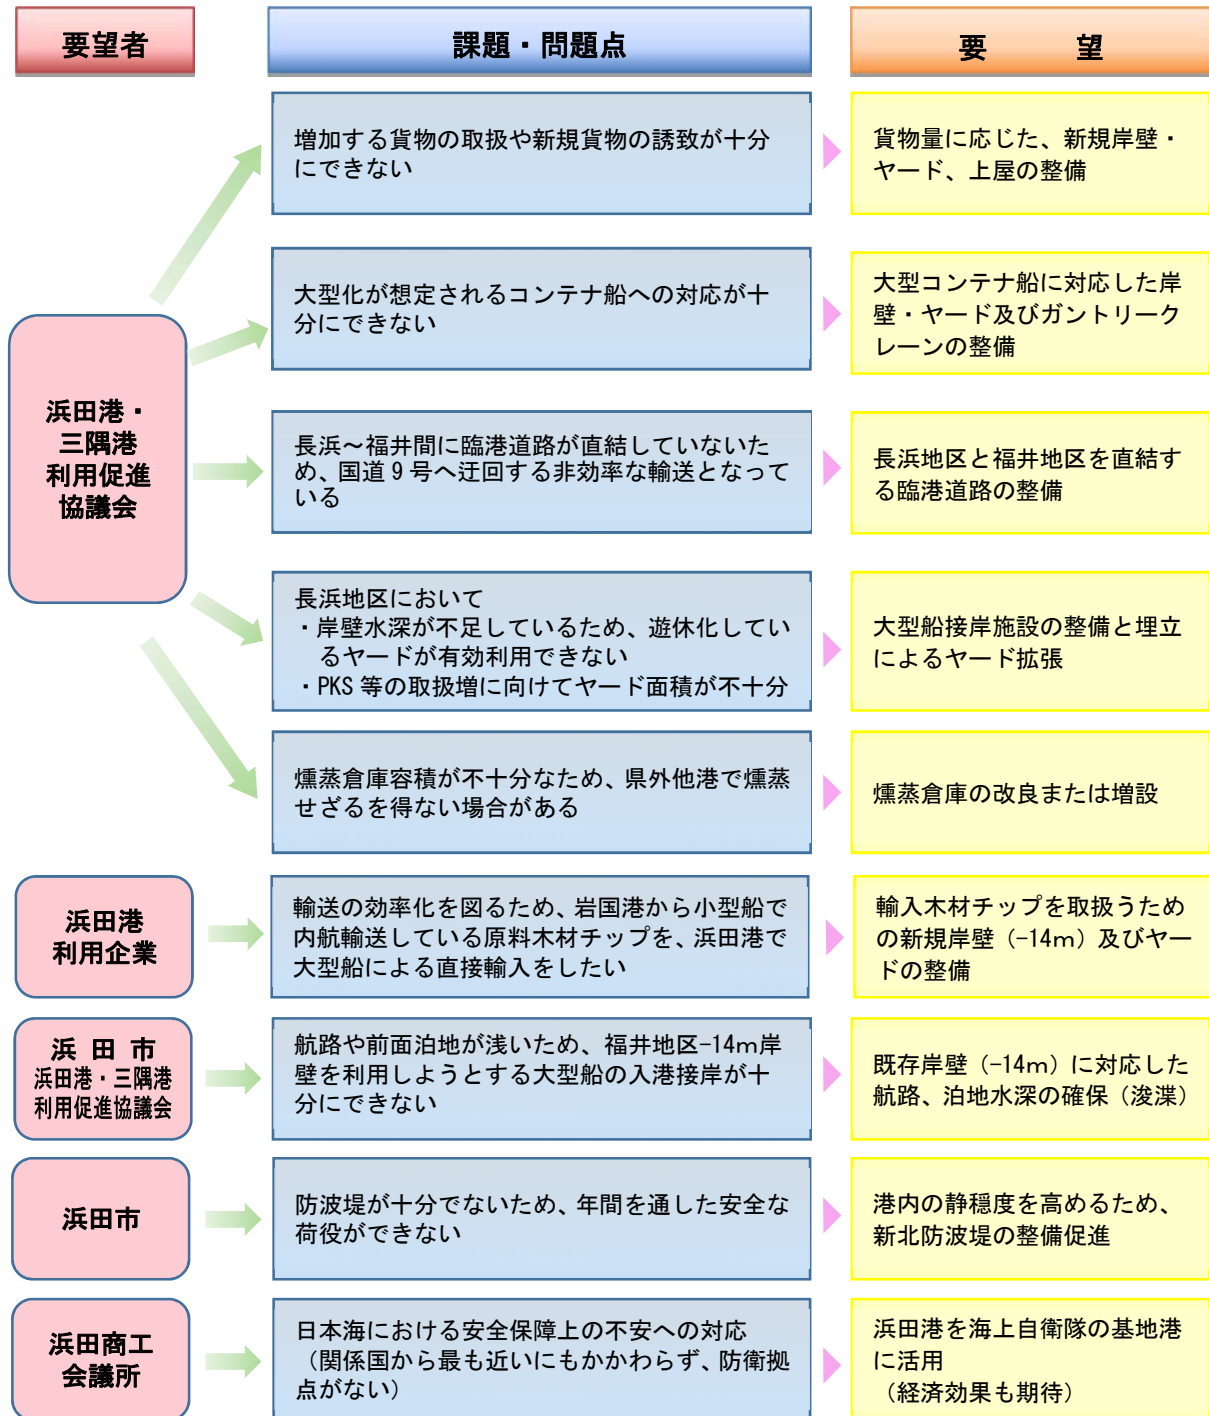 要望者
課題・問題点
要　　望
増加する貨物の取扱や新規貨物の誘致が十分
にできない
貨物量に応じた、新規岸壁・
ヤード、上屋の整備
大型化が想定されるコンテナ船への対応が十
分にできない
大型コンテナ船に対応した岸
壁・ヤード及びガントリーク
レーンの整備
浜田港・
三隅港
利用促進
協議会
長浜～福井間に臨港道路が直結していないた
め、国道９号へ迂回する非効率な輸送となって
いる
長浜地区と福井地区を直結す
る臨港道路の整備
長浜地区において
・岸壁水深が不足しているため、遊休化してい
るヤードが有効利用できない
・PKS 等の取扱増に向けてヤード面積が不十分
大型船接岸施設の整備と埋立
によるヤード拡張
燻蒸倉庫容積が不十分なため、県外他港で燻蒸
せざるを得ない場合がある
燻蒸倉庫の改良または増設
浜田港
利用企業
輸送の効率化を図るため、岩国港から小型船で
内航輸送している原料木材チップを、浜田港で
大型船による直接輸入をしたい
輸入木材チップを取扱うため
の新規岸壁（-14ｍ）及びヤー
ドの整備
浜 田 市
浜田港・三隅港
利用促進協議会
航路や前面泊地が浅いため、福井地区-14ｍ岸
壁を利用しようとする大型船の入港接岸が十
分にできない
既存岸壁（-14ｍ）に対応した
航路、泊地水深の確保（浚渫）
浜田市
防波堤が十分でないため、年間を通した安全な
荷役ができない
港内の静穏度を高めるため、
新北防波堤の整備促進
浜田商工
会議所
日本海における安全保障上の不安への対応
（関係国から最も近いにもかかわらず、防衛拠
点がない）
浜田港を海上自衛隊の基地港
に活用
（経済効果も期待）